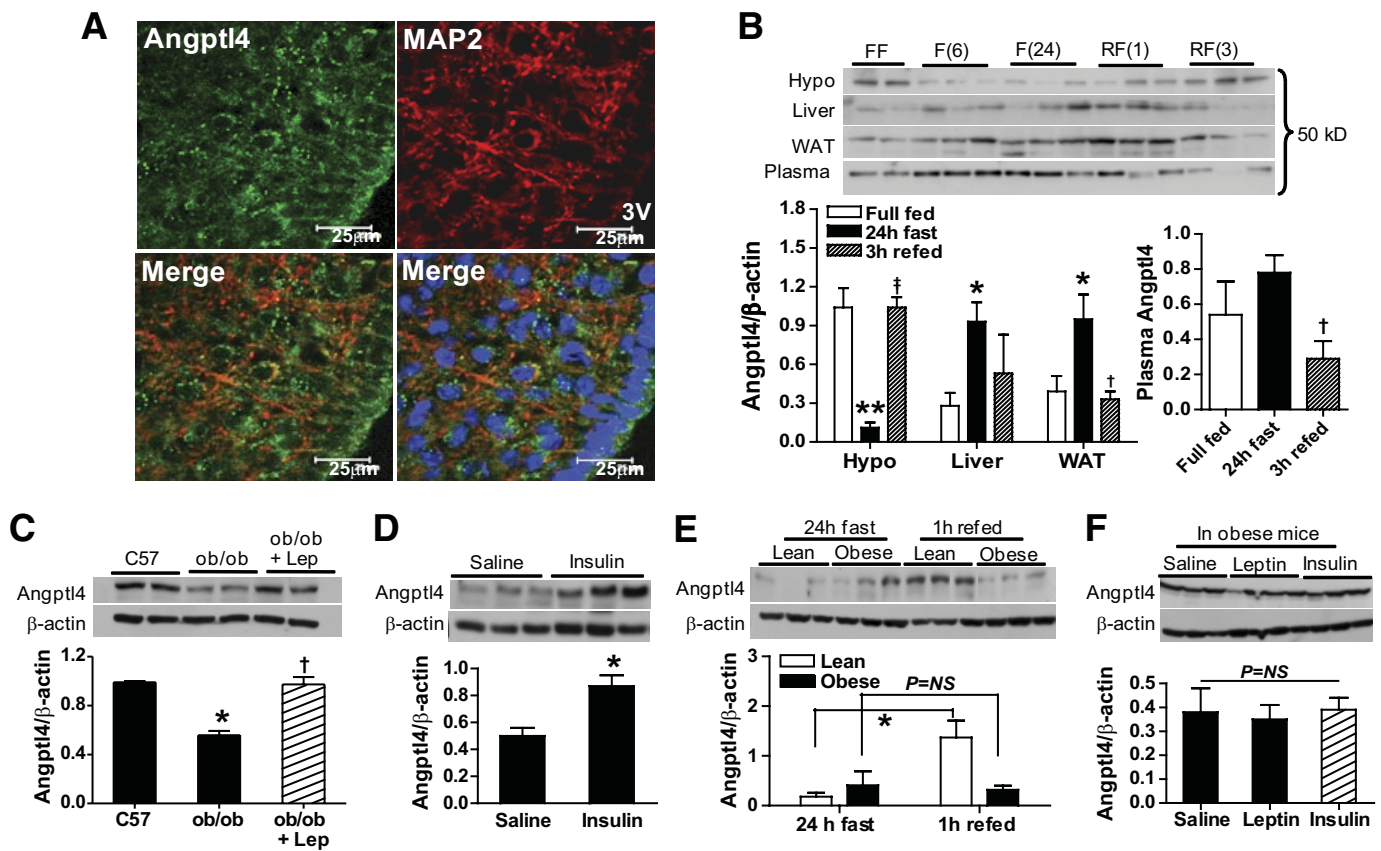 A
Angptl4
MAP2
3V
25μm
25μm
Merge
Merge
25μm
25μm
B
FF F(6) F(24) RF(1) RF(3)
Hypo
Liver
WAT
Plasma
50 kD
Angptl4/β-actin
1.8
1.5
1.2
0.9
0.6
0.3
0.0
Full fed
24h fast
3h refed
** ‡ * * †
Hypo Liver WAT
Plasma Angptl4
1.0
0.8
0.6
0.4
0.2
0.0
†
Full fed 24h fast 3h refed
C
C57 ob/ob ob/ob + Lep
Angptl4
β-actin
Angptl4/β-actin
1.2
0.8
0.4
0.0
* †
C57 ob/ob ob/ob + Lep
D
Saline Insulin
Angptl4
β-actin
Angptl4/β-actin
1.0
0.8
0.6
0.4
0.2
0.0
*
Saline Insulin
E
24h fast 1h refed
Lean Obese Lean Obese
Angptl4
β-actin
Angptl4/β-actin
3
2
1
0
Lean
Obese
P=NS
*
24 h fast 1h refed
F
In obese mice
Saline Leptin Insulin
Angptl4
β-actin
Angptl4/β-actin
0.5
0.4
0.3
0.2
0.1
0.0
P=NS
Saline Leptin Insulin